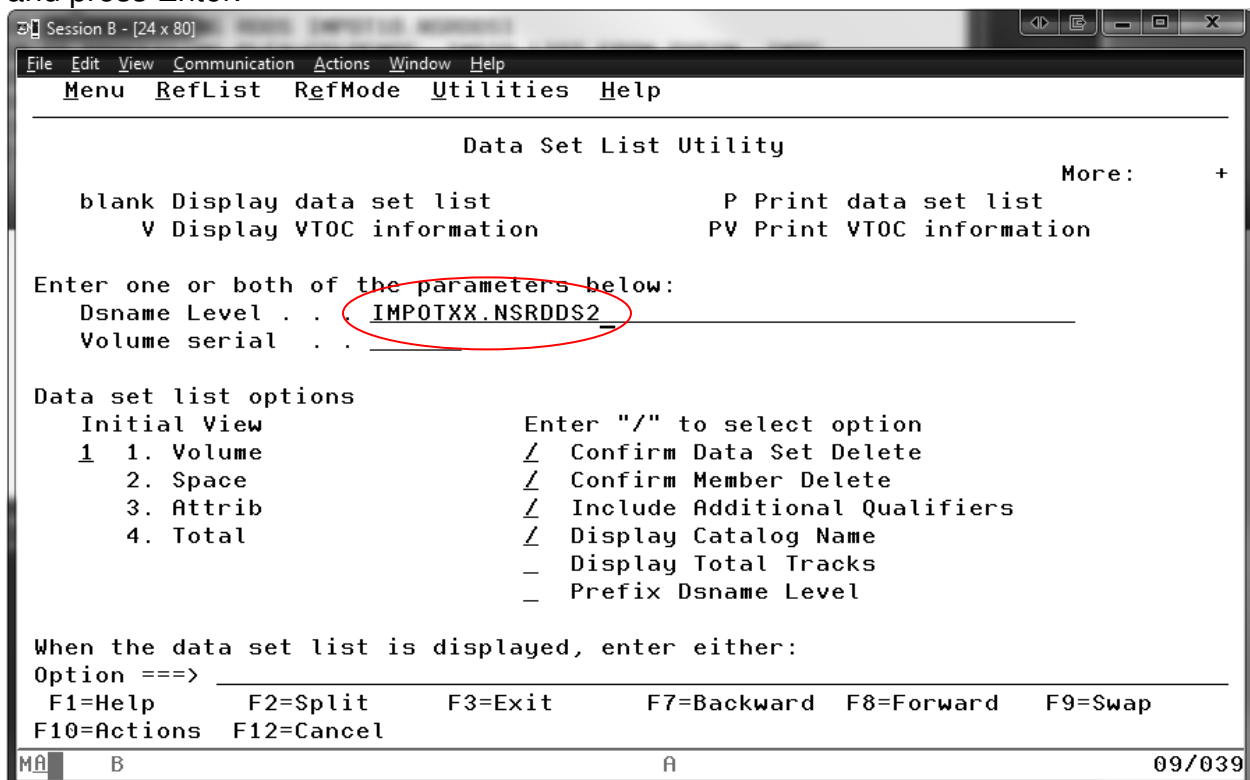 and press Enter.
Session B - [24 x 80]
File Edit View Communication Actions Window Help
Menu RefList RefMode Utilities Help
Data Set List Utility
More: +
blank Display data set list P Print data set list
V Display VTOC information PV Print VTOC information
Enter one or both of the parameters below:
Dsname Level . . . IMPOTXX.NSRDDS2
Volume serial . .
Data set list options
Initial View Enter "/" to select option
1 1. Volume / Confirm Data Set Delete
2. Space / Confirm Member Delete
3. Attrib / Include Additional Qualifiers
4. Total / Display Catalog Name
_ Display Total Tracks
_ Prefix Dsname Level
When the data set list is displayed, enter either:
Option ===>
F1=Help F2=Split F3=Exit F7=Backward F8=Forward F9=Swap
F10=Actions F12=Cancel
MA B A 09/039